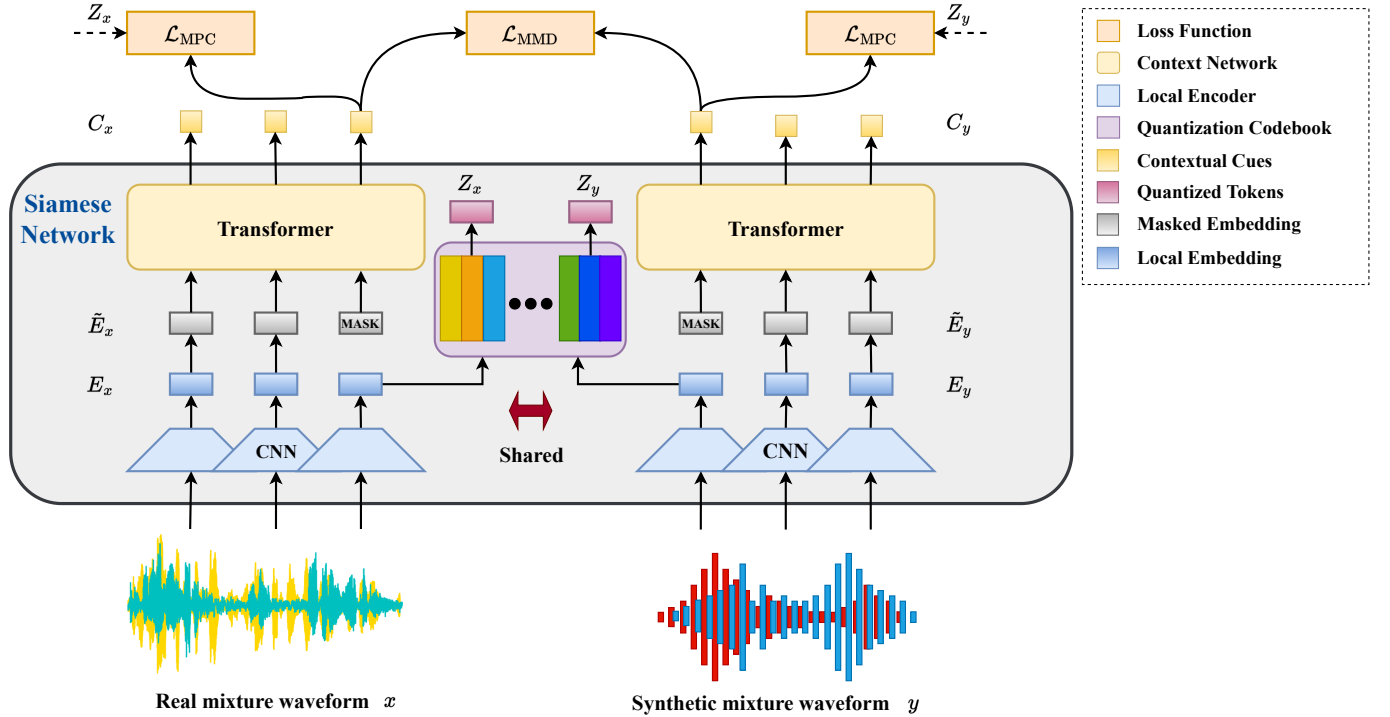 Z_x
ℒ_MPC
ℒ_MMD
ℒ_MPC
Z_y
C_x
C_y
Siamese
Network
Transformer
Z_x
Z_y
Transformer
Ẽ_x
MASK
MASK
Ẽ_y
E_x
E_y
CNN
Shared
CNN
Real mixture waveform x
Synthetic mixture waveform y
Loss Function
Context Network
Local Encoder
Quantization Codebook
Contextual Cues
Quantized Tokens
Masked Embedding
Local Embedding